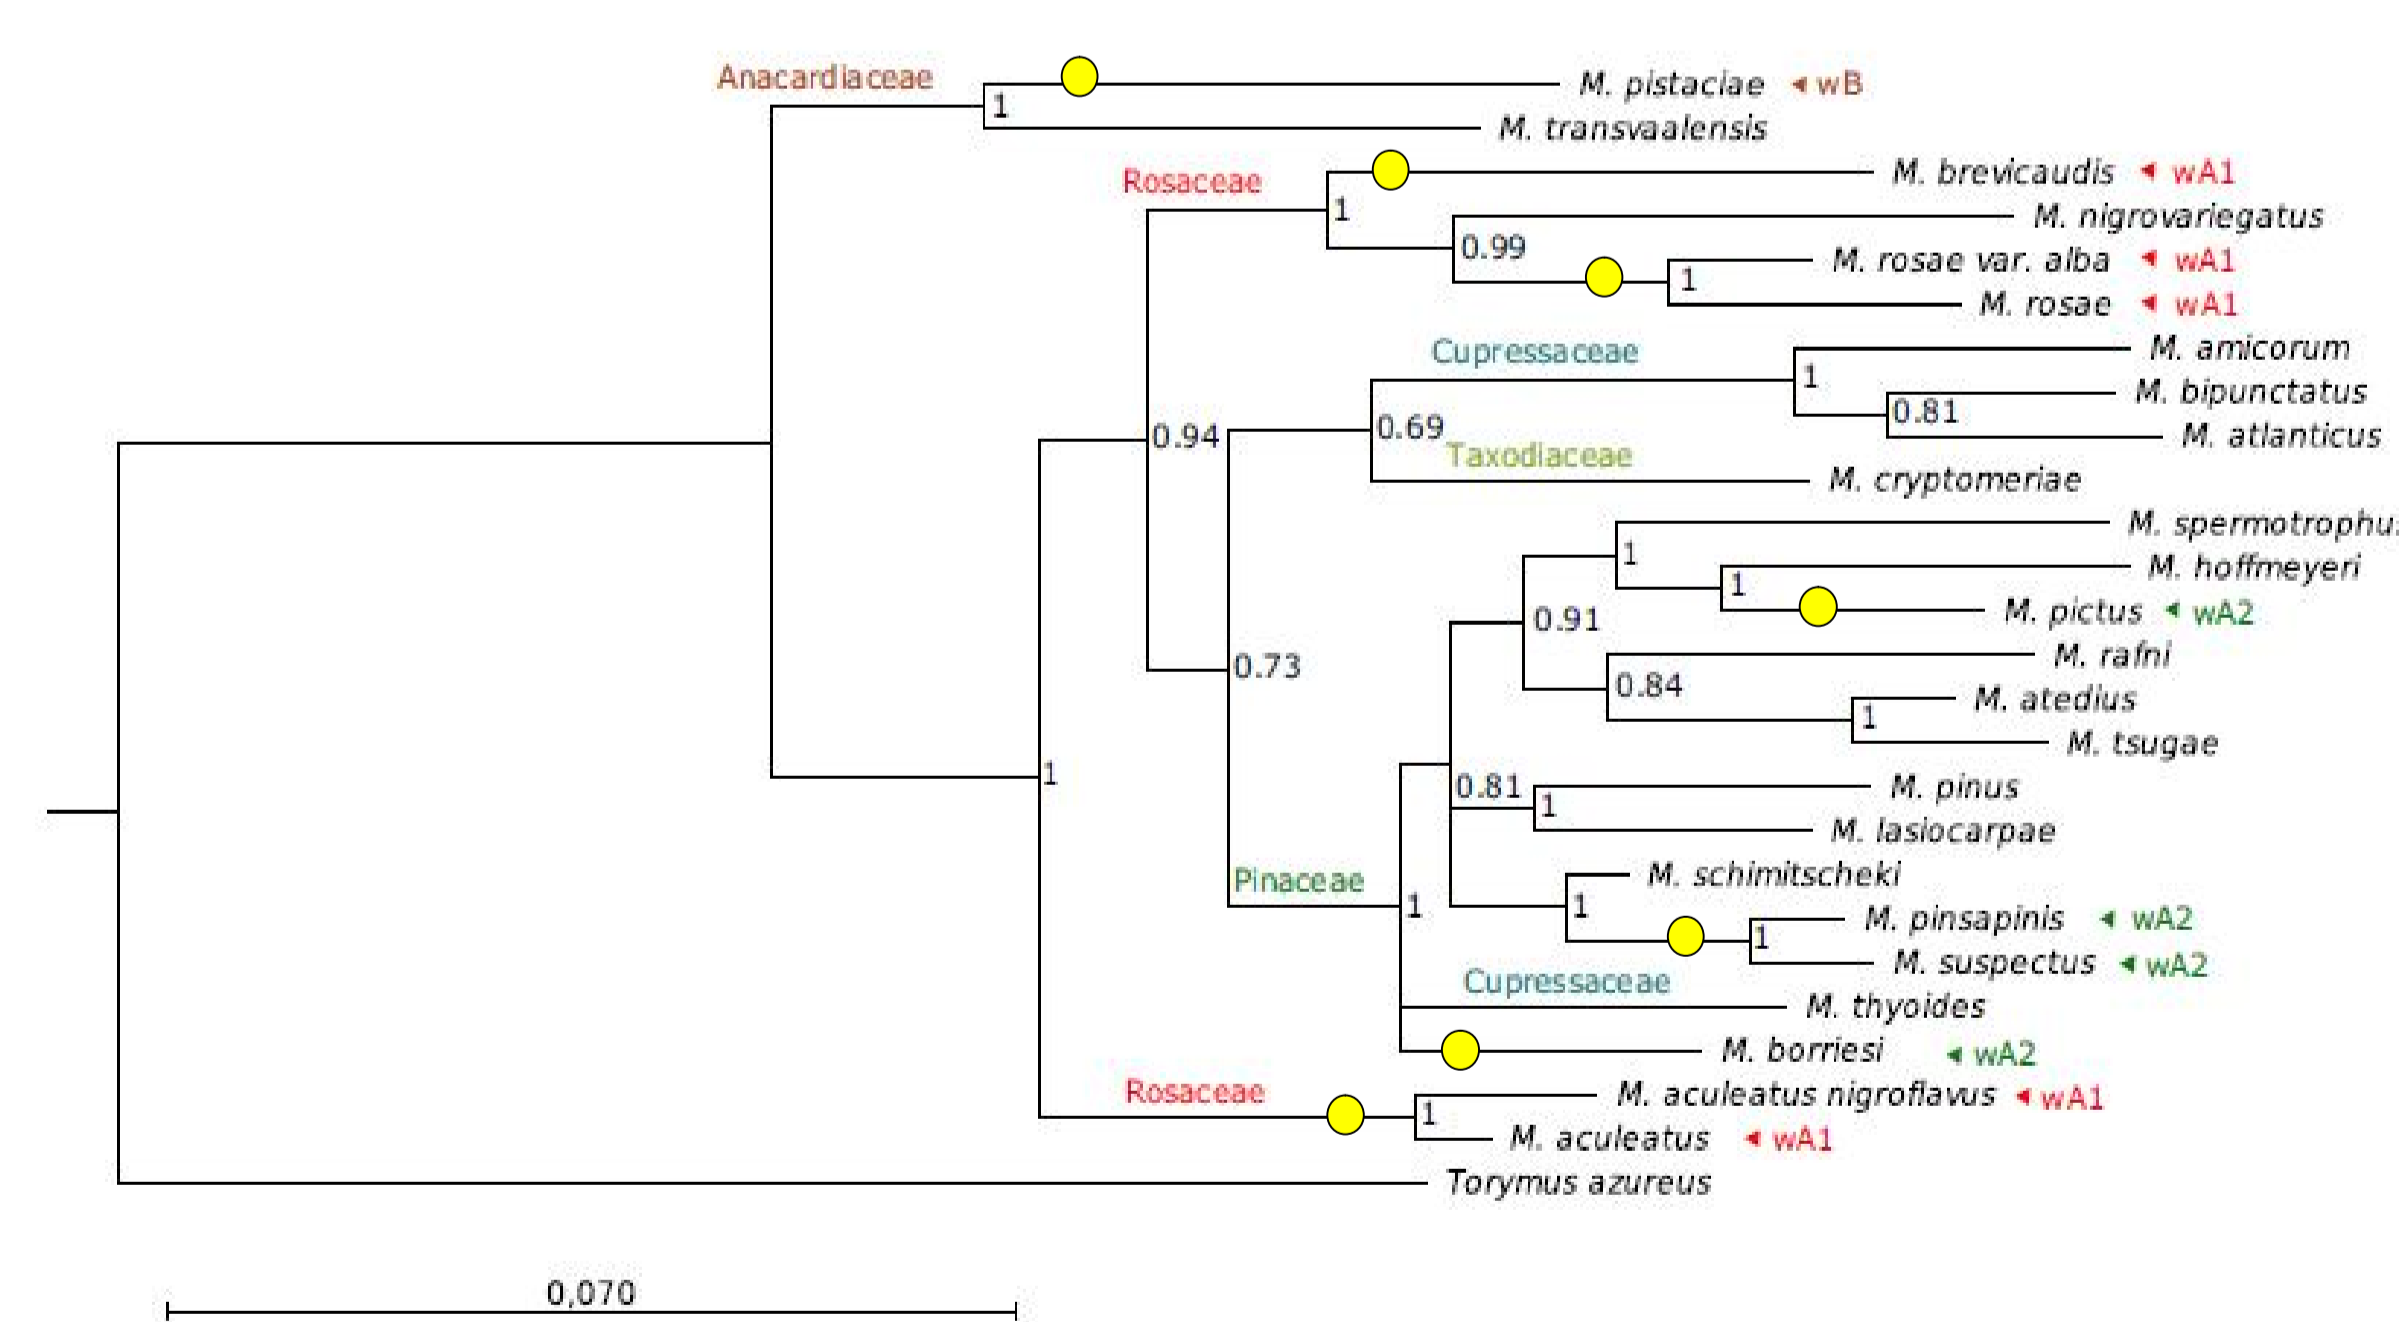 Anacardiaceae
M. pistaciae ◄ wB
1
M. transvaalensis
Rosaceae
M. brevicaudis ◄ wA1
1
M. nigrovariegatus
0.99
M. rosae var. alba ◄ wA1
1
M. rosae ◄ wA1
Cupressaceae
M. amicorum
1
M. bipunctatus
0.81
M. atlanticus
0.94
0.69
Taxodiaceae
M. cryptomeriae
M. spermotrophus
1
M. hoffmeyeri
1
M. pictus ◄ wA2
0.91
M. rafni
0.73
0.84
M. atedius
1
M. tsugae
1
0.81
M. pinus
1
M. lasiocarpae
Pinaceae
M. schimitscheki
1
1
M. pinsapinis ◄ wA2
1
M. suspectus ◄ wA2
Cupressaceae
M. thyoides
M. borriesi ◄ wA2
Rosaceae
M. aculeatus nigroflavus ◄ wA1
1
M. aculeatus ◄ wA1
Torymus azureus
0,070